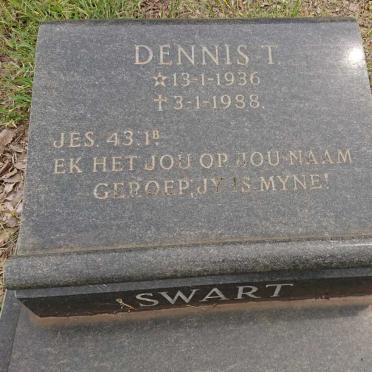 DENNIS T.
☆13-1-1936
†3-1-1988.
JES. 43.1ᴮ
EK HET JOU OP JOU NAAM
GEROEP, JY IS MYNE!
SWART